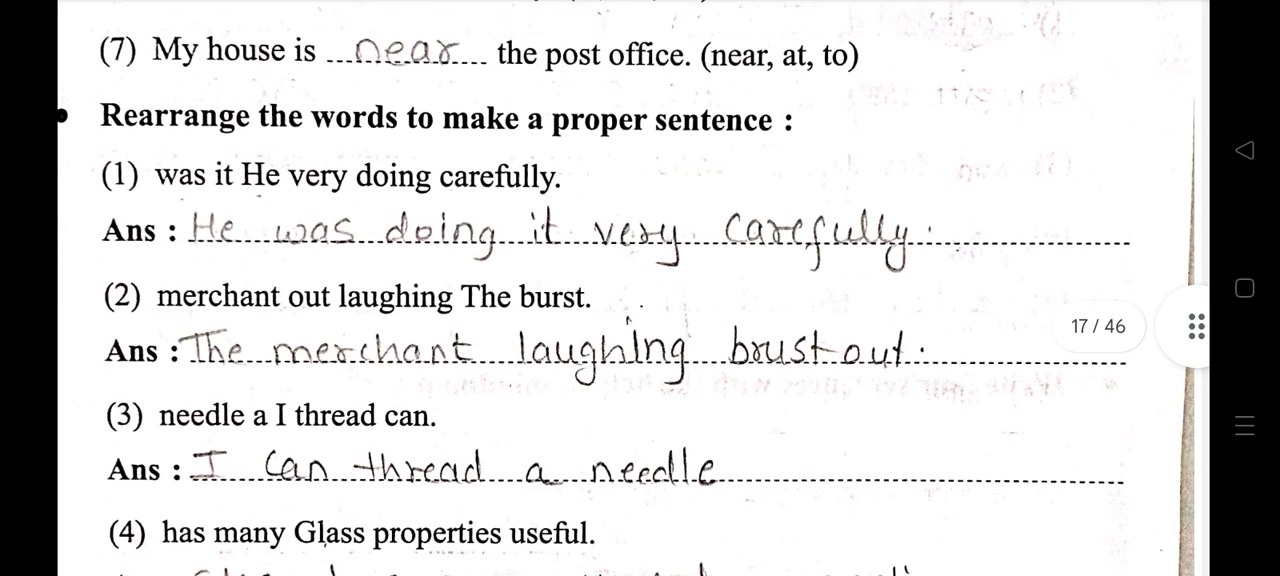 (7) My house is ...near.... the post office. (near, at, to)
• Rearrange the words to make a proper sentence :
(1) was it He very doing carefully.
Ans : He was doing it very carefully.
(2) merchant out laughing The burst.
17 / 46
Ans : The merchant laughing brust out.
(3) needle a I thread can.
Ans : I can thread a needle
(4) has many Glass properties useful.